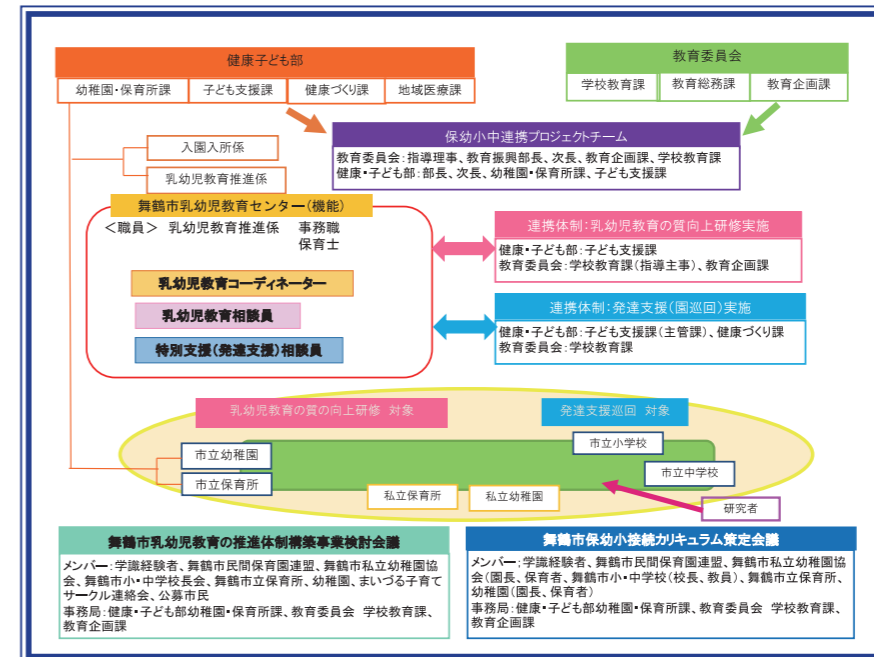 健康子ども部
幼稚園・保育所課
子ども支援課
健康づくり課
地域医療課
教育委員会
学校教育課
教育総務課
教育企画課
入園入所係
乳幼児教育推進係
保幼小中連携プロジェクトチーム
教育委員会:指導理事、教育振興部長、次長、教育企画課、学校教育課
健康・子ども部:部長、次長、幼稚園・保育所課、子ども支援課
舞鶴市乳幼児教育センター(機能)
<職員> 乳幼児教育推進係 事務職
保育士
乳幼児教育コーディネーター
乳幼児教育相談員
特別支援(発達支援)相談員
連携体制:乳幼児教育の質向上研修実施
健康・子ども部:子ども支援課
教育委員会:学校教育課(指導主事)、教育企画課
連携体制:発達支援(園巡回)実施
健康・子ども部:子ども支援課(主管課)、健康づくり課
教育委員会:学校教育課
乳幼児教育の質の向上研修 対象
発達支援巡回 対象
市立幼稚園
市立保育所
私立保育所
私立幼稚園
市立小学校
市立中学校
研究者
舞鶴市乳幼児教育の推進体制構築事業検討会議
メンバー:学識経験者、舞鶴市民間保育園連盟、舞鶴市私立幼稚園協
会、舞鶴市小・中学校長会、舞鶴市立保育所、幼稚園、まいづる子育て
サークル連絡会、公募市民
事務局:健康・子ども部幼稚園・保育所課、教育委員会 学校教育課、
教育企画課
舞鶴市保幼小接続カリキュラム策定会議
メンバー;学識経験者、舞鶴市民間保育園連盟、舞鶴市私立幼稚園協
会(園長、保育者、舞鶴市小・中学校(校長、教員)、舞鶴市立保育所、
幼稚園(園長、保育者)
事務局:健康・子ども部幼稚園・保育所課、教育委員会 学校教育課、
教育企画課